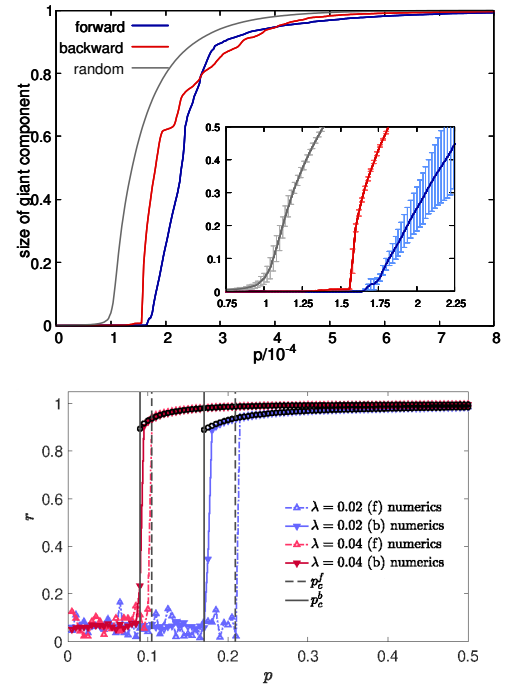 forward
backward
random
size of giant component
1
0.8
0.6
0.4
0.2
0
0.5
0.4
0.3
0.2
0.1
0
0.75 1 1.25 1.5 1.75 2 2.25
0 1 2 3 4 5 6 7 8
p/10⁻⁴
1
0.8
0.6
0.4
0.2
0
r
λ = 0.02 (f) numerics
λ = 0.02 (b) numerics
λ = 0.04 (f) numerics
λ = 0.04 (b) numerics
p_c^f
p_c^b
0 0.1 0.2 0.3 0.4 0.5
p